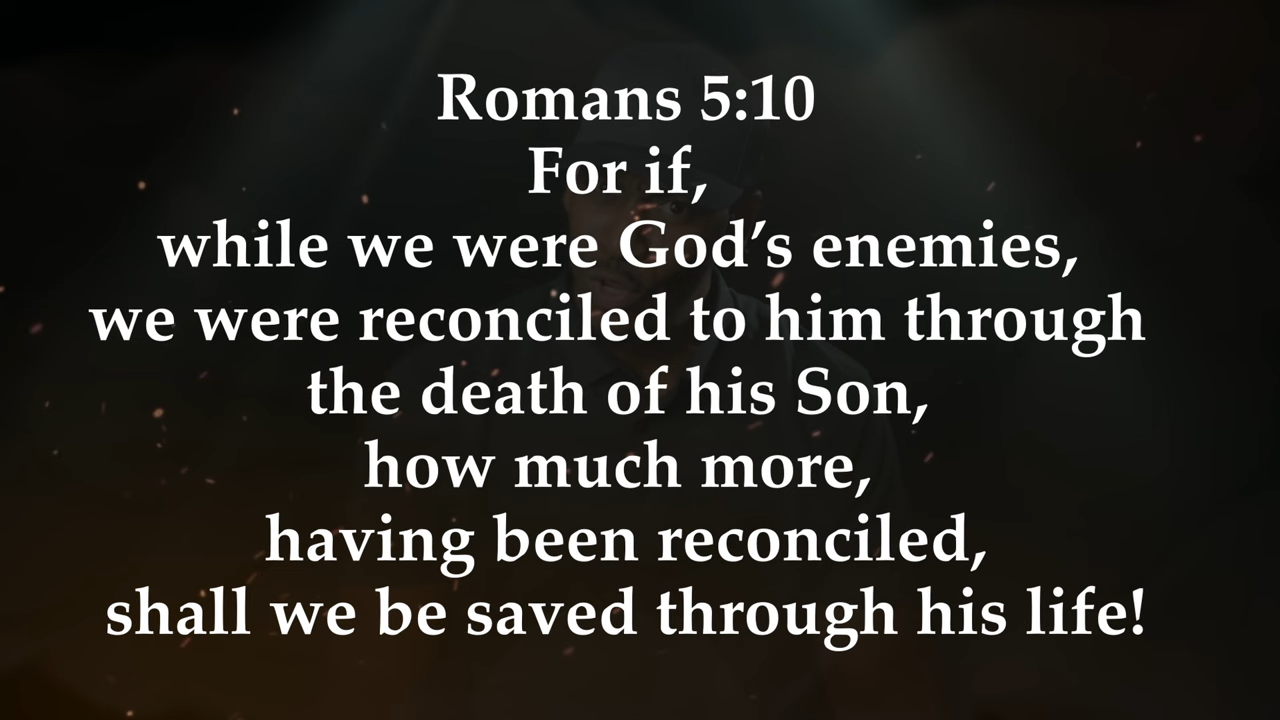 Romans 5:10
For if,
while we were God’s enemies,
we were reconciled to him through
the death of his Son,
how much more,
having been reconciled,
shall we be saved through his life!